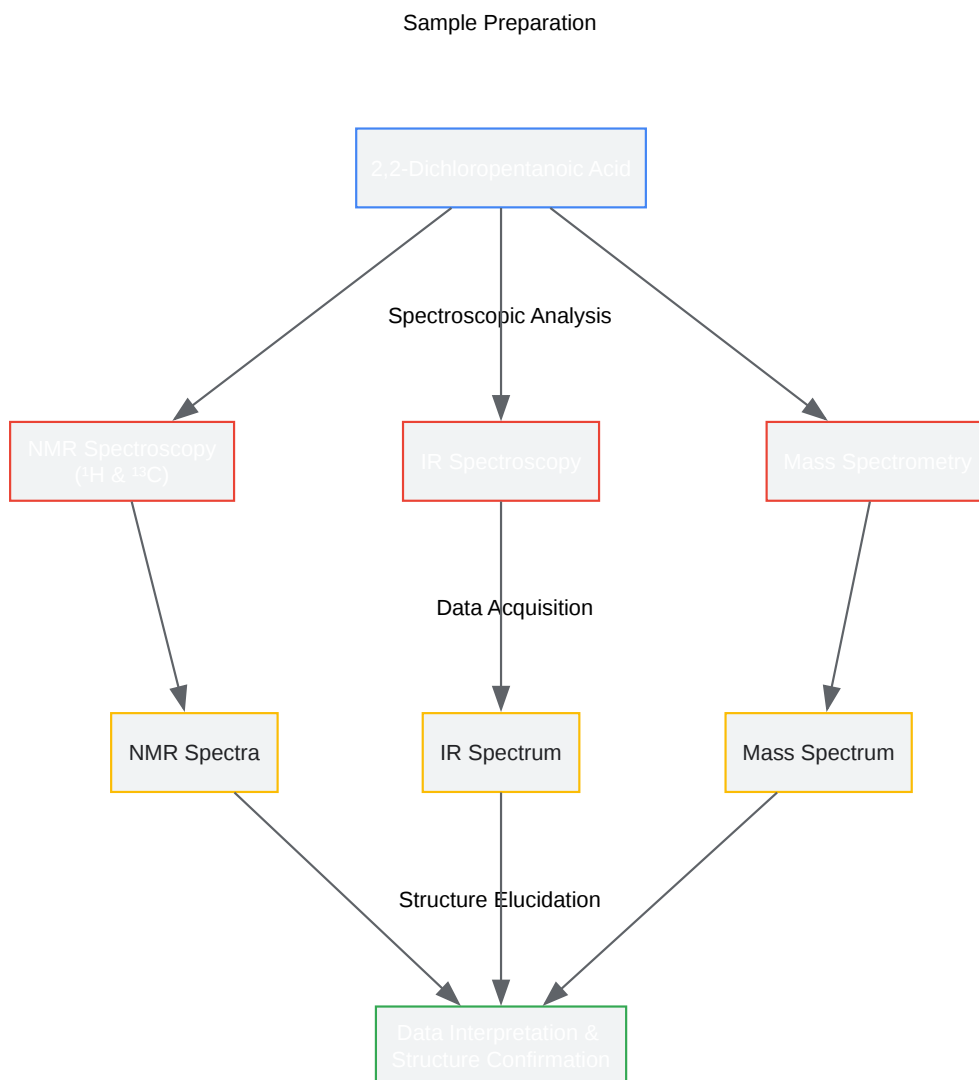 Sample Preparation
2,2-Dichloropentanoic Acid
Spectroscopic Analysis
NMR Spectroscopy
(¹H & ¹³C)
IR Spectroscopy
Mass Spectrometry
Data Acquisition
NMR Spectra
IR Spectrum
Mass Spectrum
Structure Elucidation
Data Interpretation &
Structure Confirmation